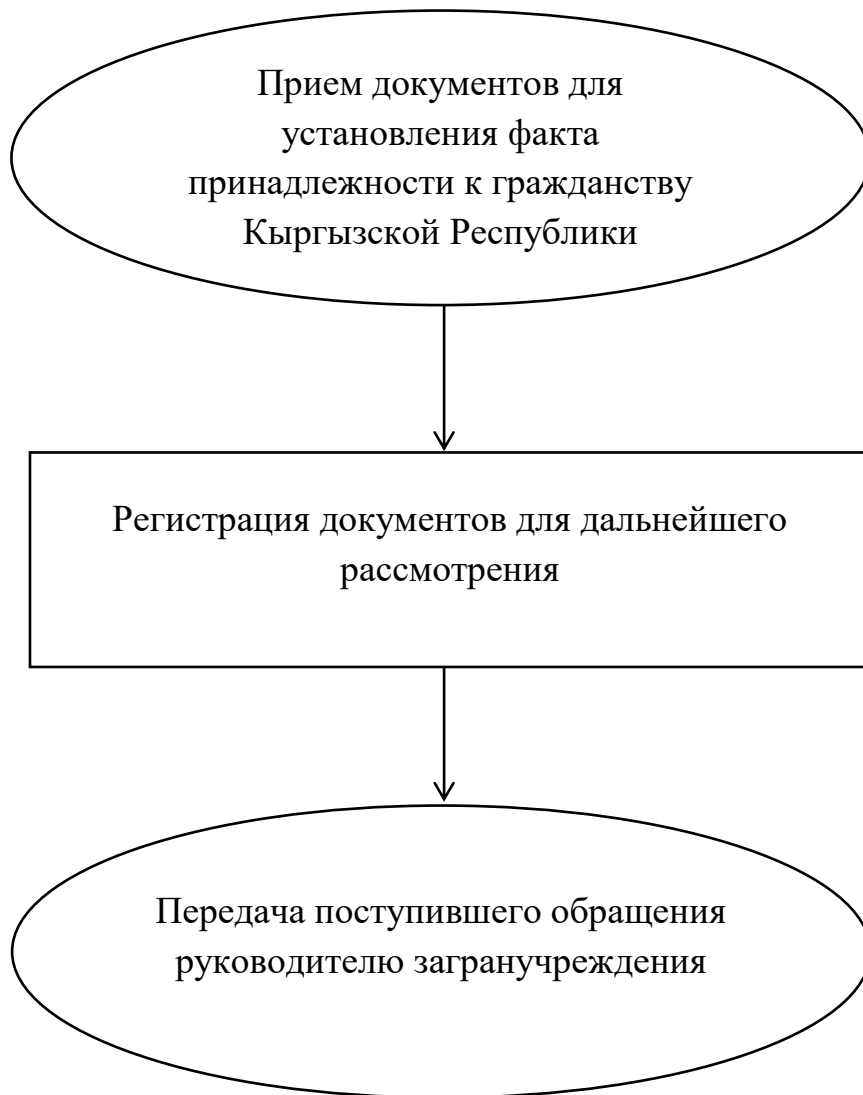 Прием документов для
установления факта
принадлежности к гражданству
Кыргызской Республики
Регистрация документов для дальнейшего
рассмотрения
Передача поступившего обращения
руководителю загранучреждения